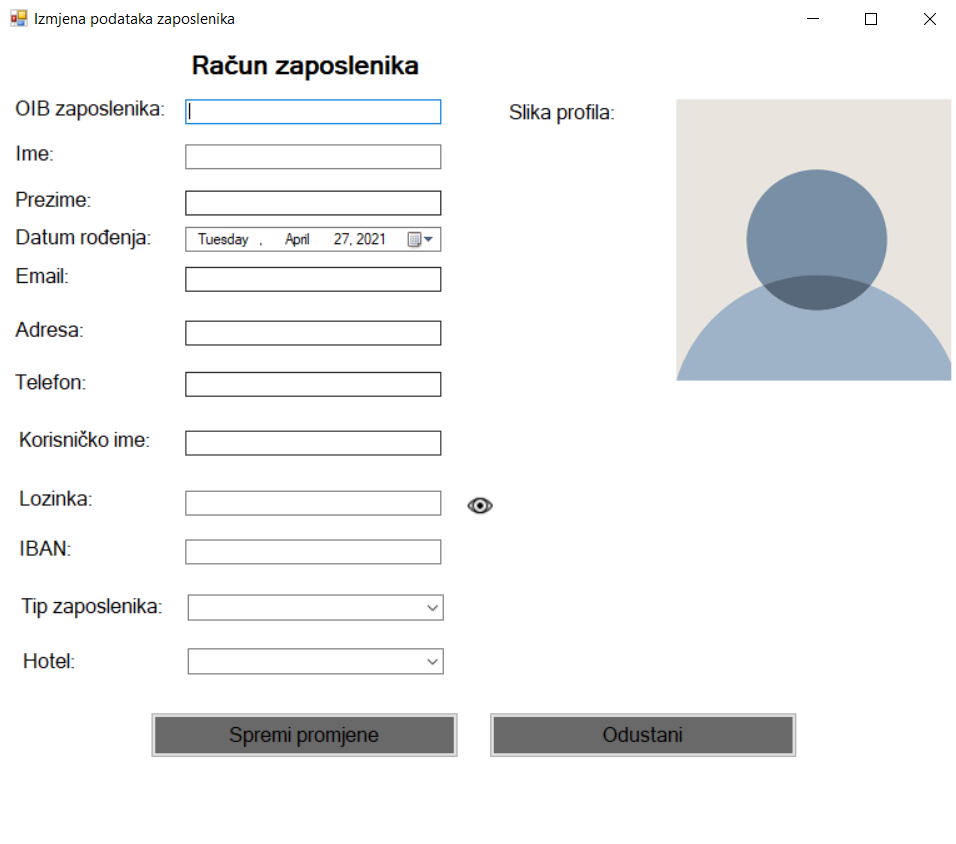 Izmjena podataka zaposlenika
Račun zaposlenika
OIB zaposlenika:
Slika profila:
Ime:
Prezime:
Datum rođenja:
Tuesday , April 27, 2021
Email:
Adresa:
Telefon:
Korisničko ime:
Lozinka:
IBAN:
Tip zaposlenika:
Hotel:
Spremi promjene
Odustani